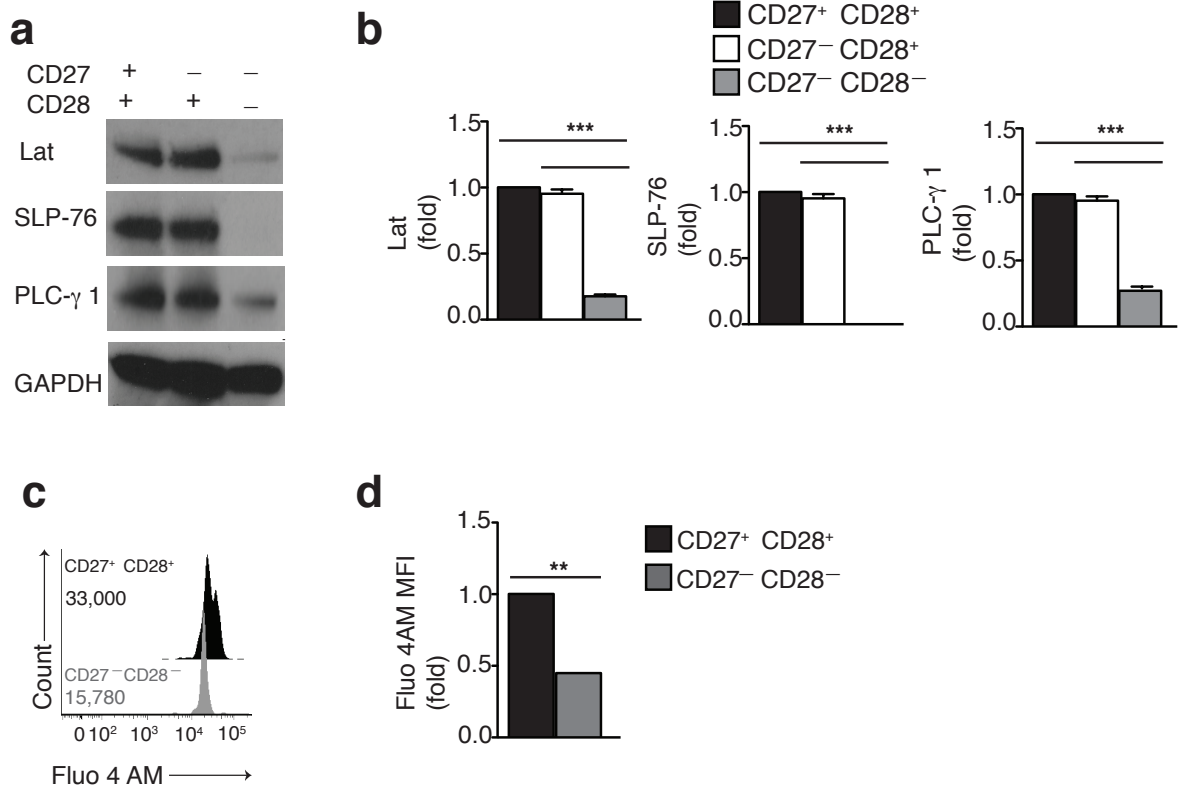 a
CD27 + – –
CD28 + + –
Lat
SLP-76
PLC-γ 1
GAPDH
b
CD27⁺ CD28⁺
CD27⁻ CD28⁺
CD27⁻ CD28⁻
Lat
(fold)
1.5
1.0
0.5
0.0
***
SLP-76
(fold)
1.5
1.0
0.5
0.0
***
PLC-γ 1
(fold)
1.5
1.0
0.5
0.0
***
c
Count
CD27⁺ CD28⁺
33,000
CD27⁻CD28⁻
15,780
0 10² 10³ 10⁴ 10⁵
Fluo 4 AM
d
Fluo 4AM MFI
(fold)
1.5
1.0
0.5
0.0
**
CD27⁺ CD28⁺
CD27⁻ CD28⁻